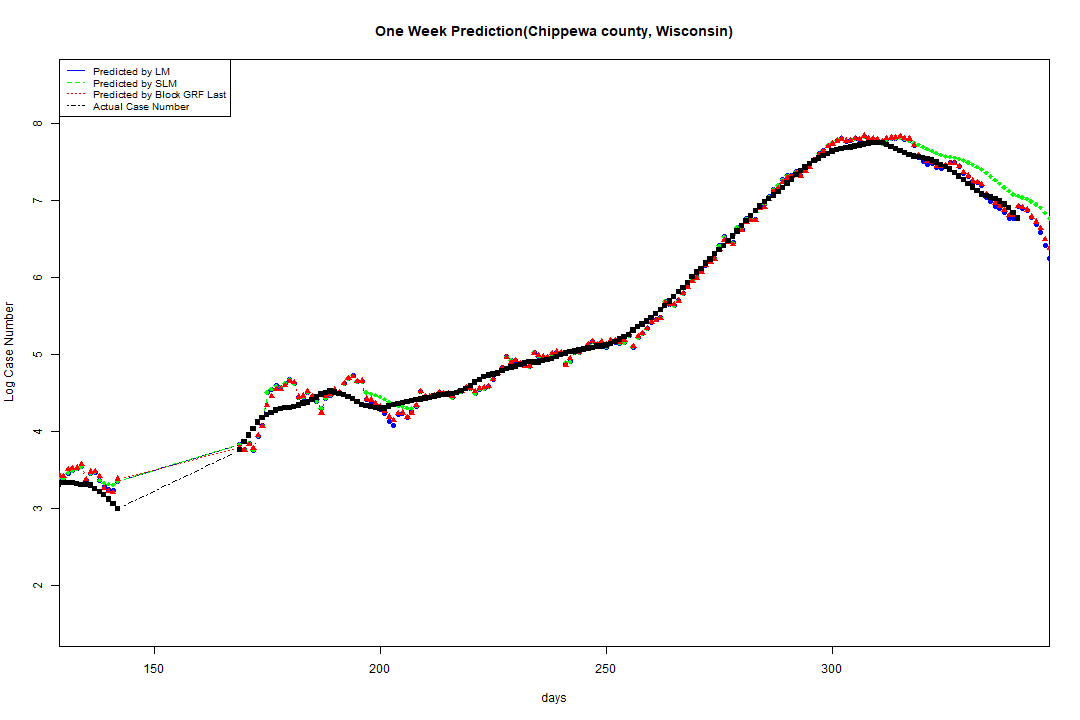 One Week Prediction(Chippewa county, Wisconsin)
Predicted by LM
Predicted by SLM
Predicted by Block GRF Last
Actual Case Number
8
7
6
5
4
3
2
Log Case Number
150 200 250 300
days